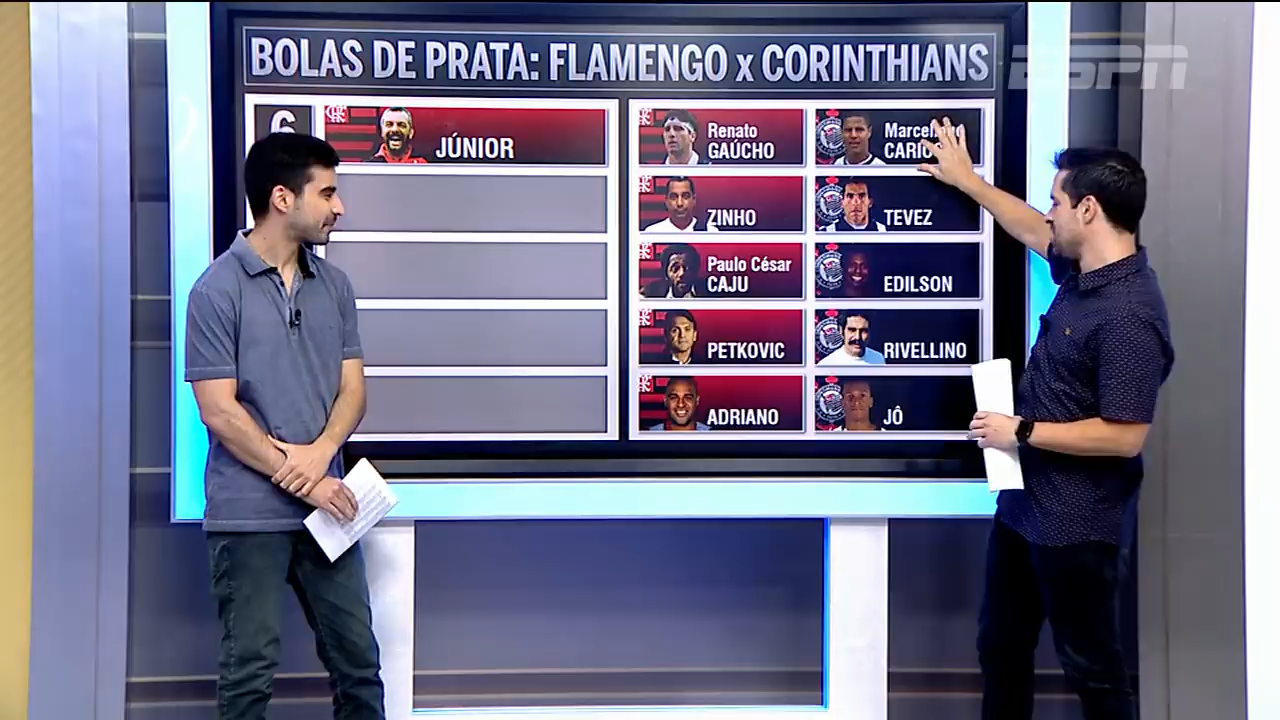 BOLAS DE PRATA: FLAMENGO x CORINTHIANS
ESPN
6
JÚNIOR
Renato
GAÚCHO
ZINHO
Paulo César
CAJU
PETKOVIC
ADRIANO
TEVEZ
EDILSON
RIVELLINO
JÔ